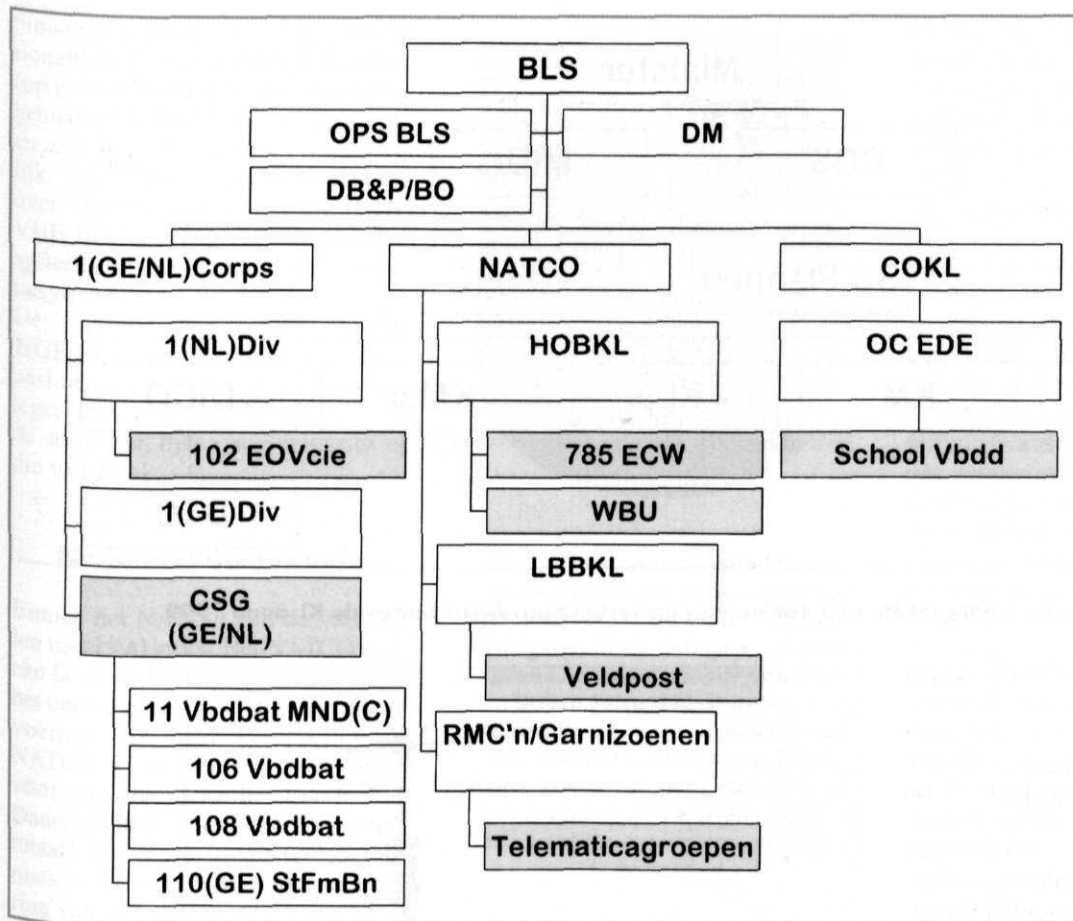 BLS
OPS BLS
DM
DB&P/BO
1(GE/NL)Corps
NATCO
COKL
1(NL)Div
HOBKL
OC EDE
102 EOVcie
785 ECW
School Vbdd
1(GE)Div
WBU
LBBKL
CSG
(GE/NL)
Veldpost
11 Vbdbat MND(C)
RMC'n/Garnizoenen
106 Vbdbat
108 Vbdbat
Telematicagroepen
110(GE) StFmBn